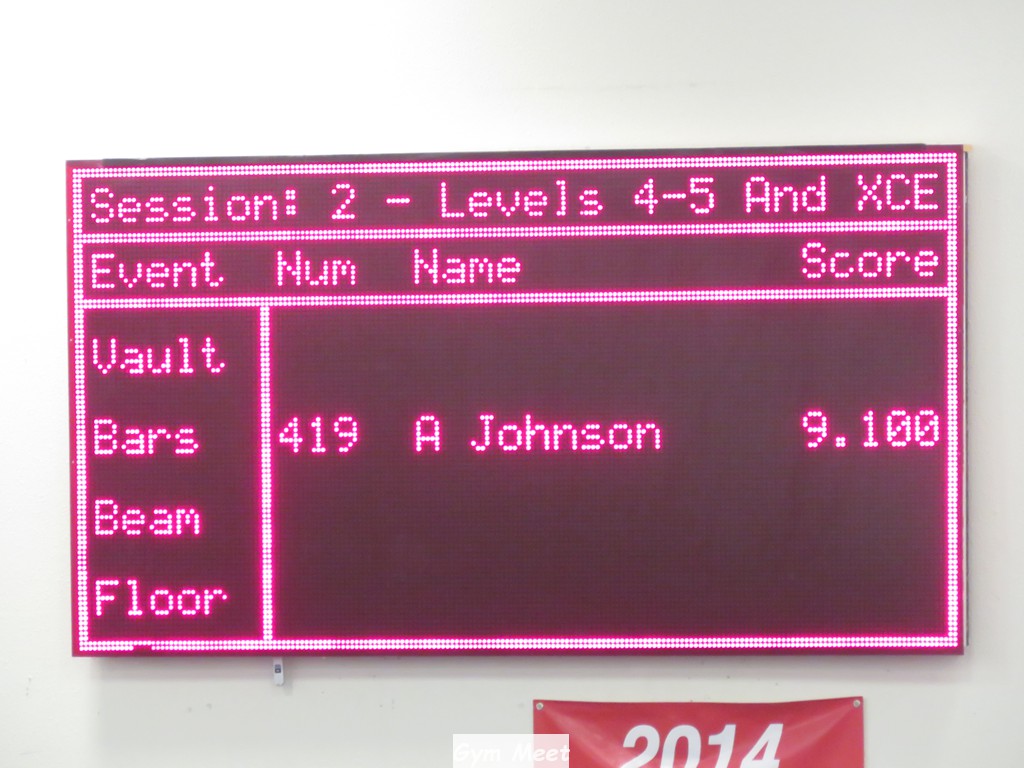 Session: 2 - Levels 4-5 And XCE
Event Num Name Score
Vault
Bars 419 A Johnson 9.100
Beam
Floor
2014
Gym Meet